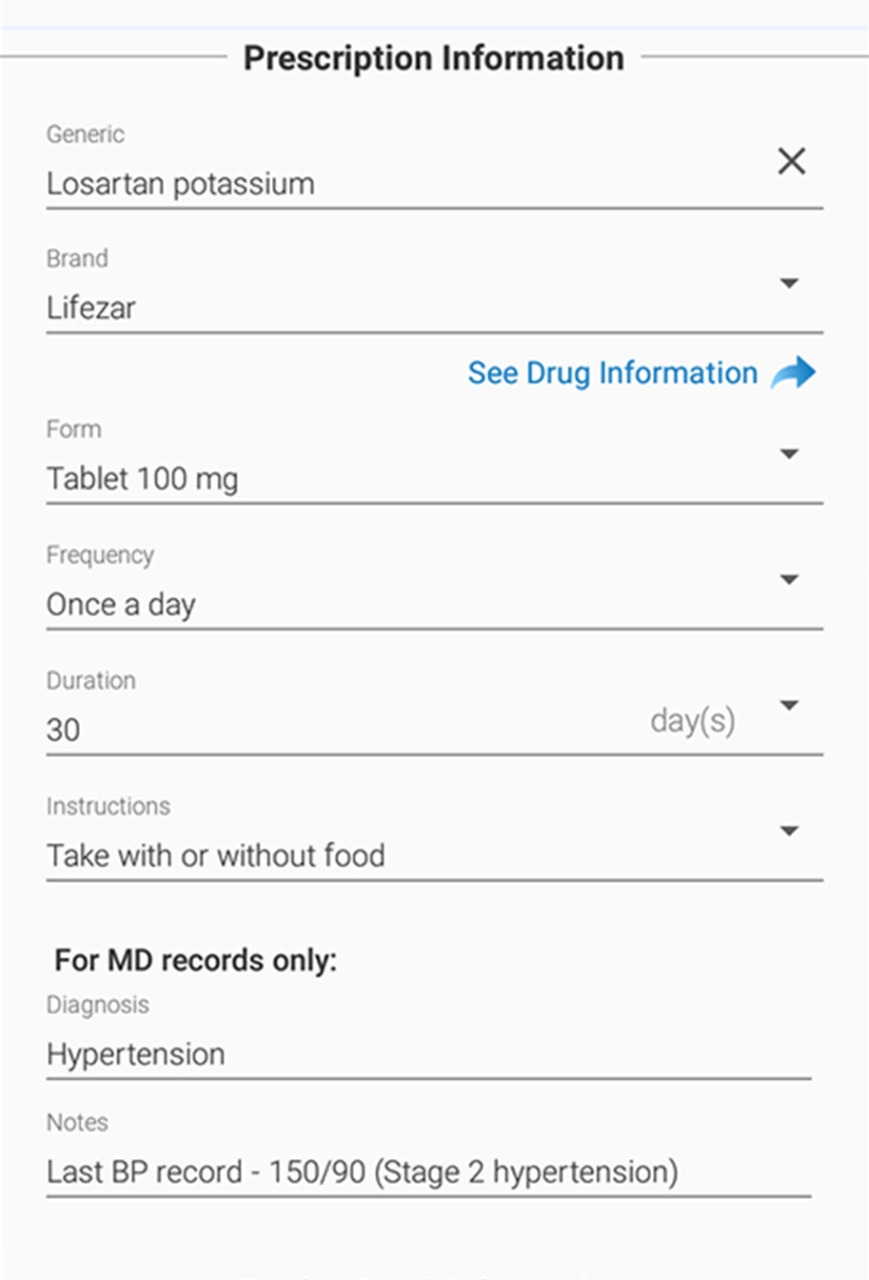 Prescription Information
Generic
Losartan potassium
Brand
Lifezar
See Drug Information
Form
Tablet 100 mg
Frequency
Once a day
Duration
30 day(s)
Instructions
Take with or without food
For MD records only:
Diagnosis
Hypertension
Notes
Last BP record - 150/90 (Stage 2 hypertension)